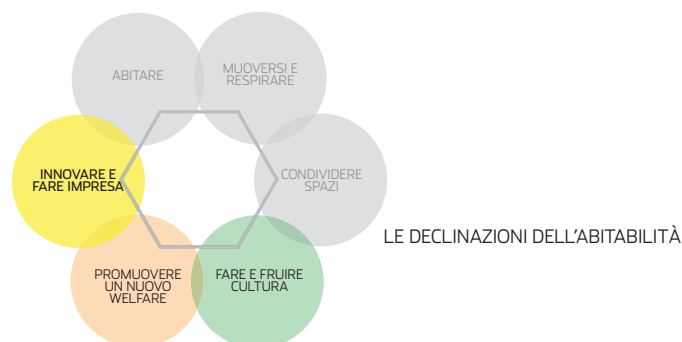 ABITARE
MUOVERSI E
RESPIRARE
INNOVARE E
FARE IMPRESA
CONDIVIDERE
SPAZI
LE DECLINAZIONI DELL'ABITABILITÀ
PROMUOVERE
UN NUOVO
WELFARE
FARE E FRUIRE
CULTURA